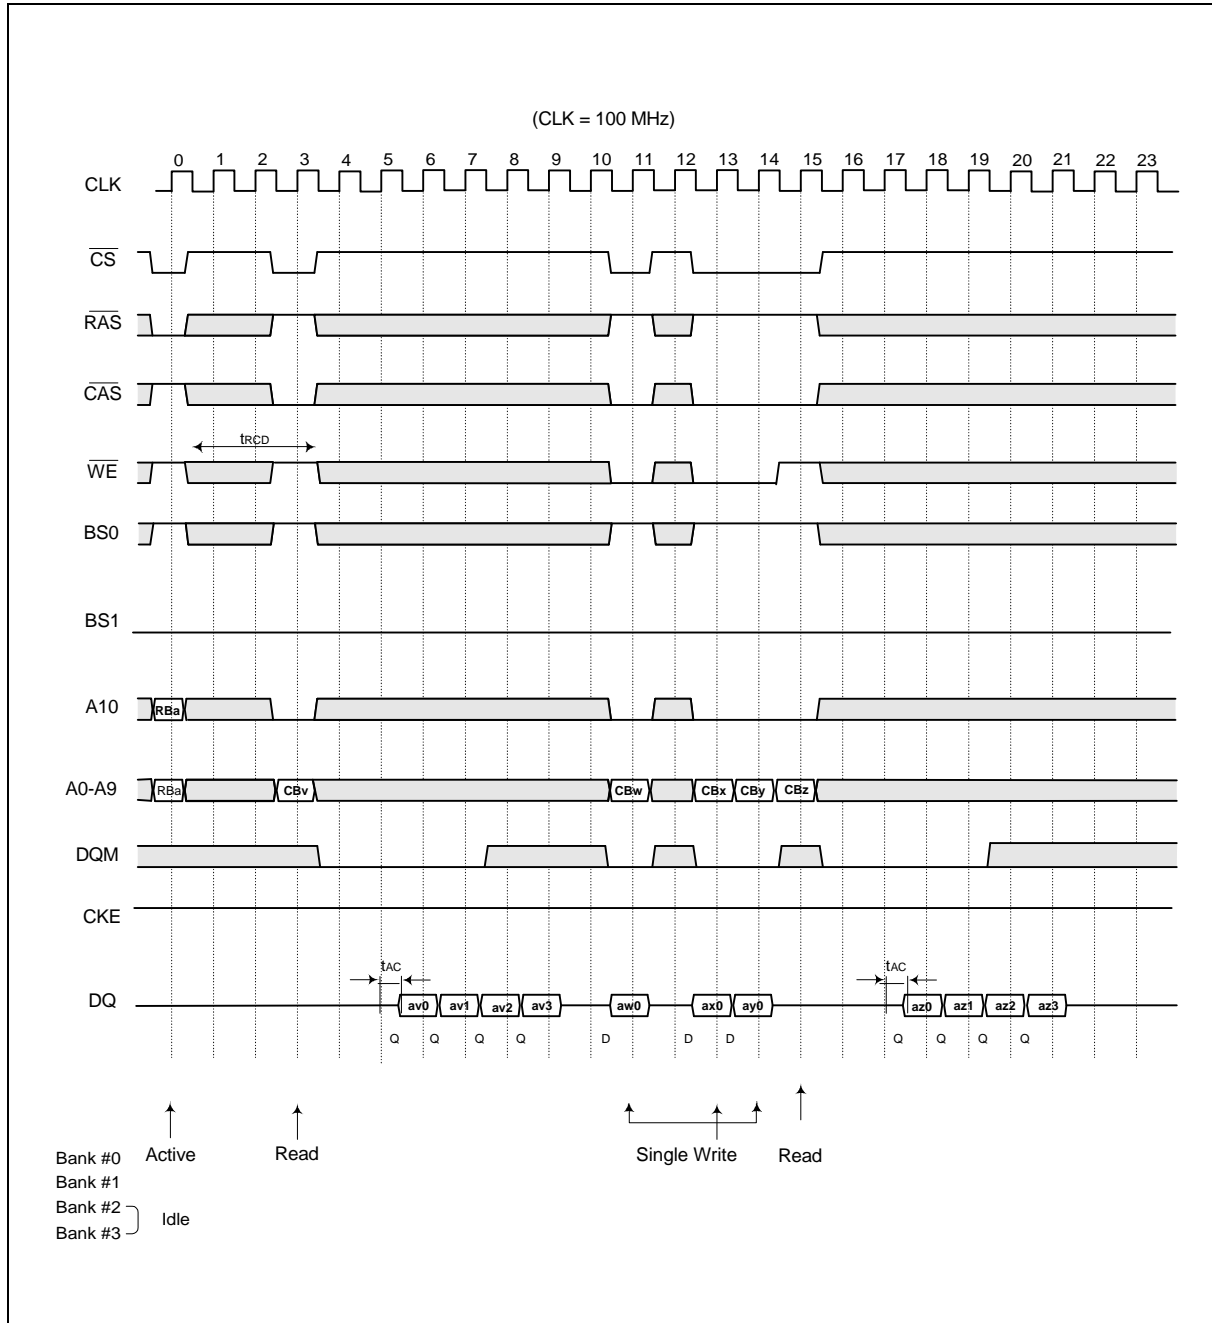 (CLK = 100 MHz)
0 1 2 3 4 5 6 7 8 9 10 11 12 13 14 15 16 17 18 19 20 21 22 23
CLK
CS
RAS
CAS
tRCD
WE
BS0
BS1
A10 RBa
A0-A9 RBa CBv CBw CBx CBy CBz
DQM
CKE
tAC tAC
DQ av0 av1 av2 av3 aw0 ax0 ay0 az0 az1 az2 az3
Q Q Q Q D D D Q Q Q Q
Bank #0 Active Read Single Write Read
Bank #1
Bank #2
Idle
Bank #3